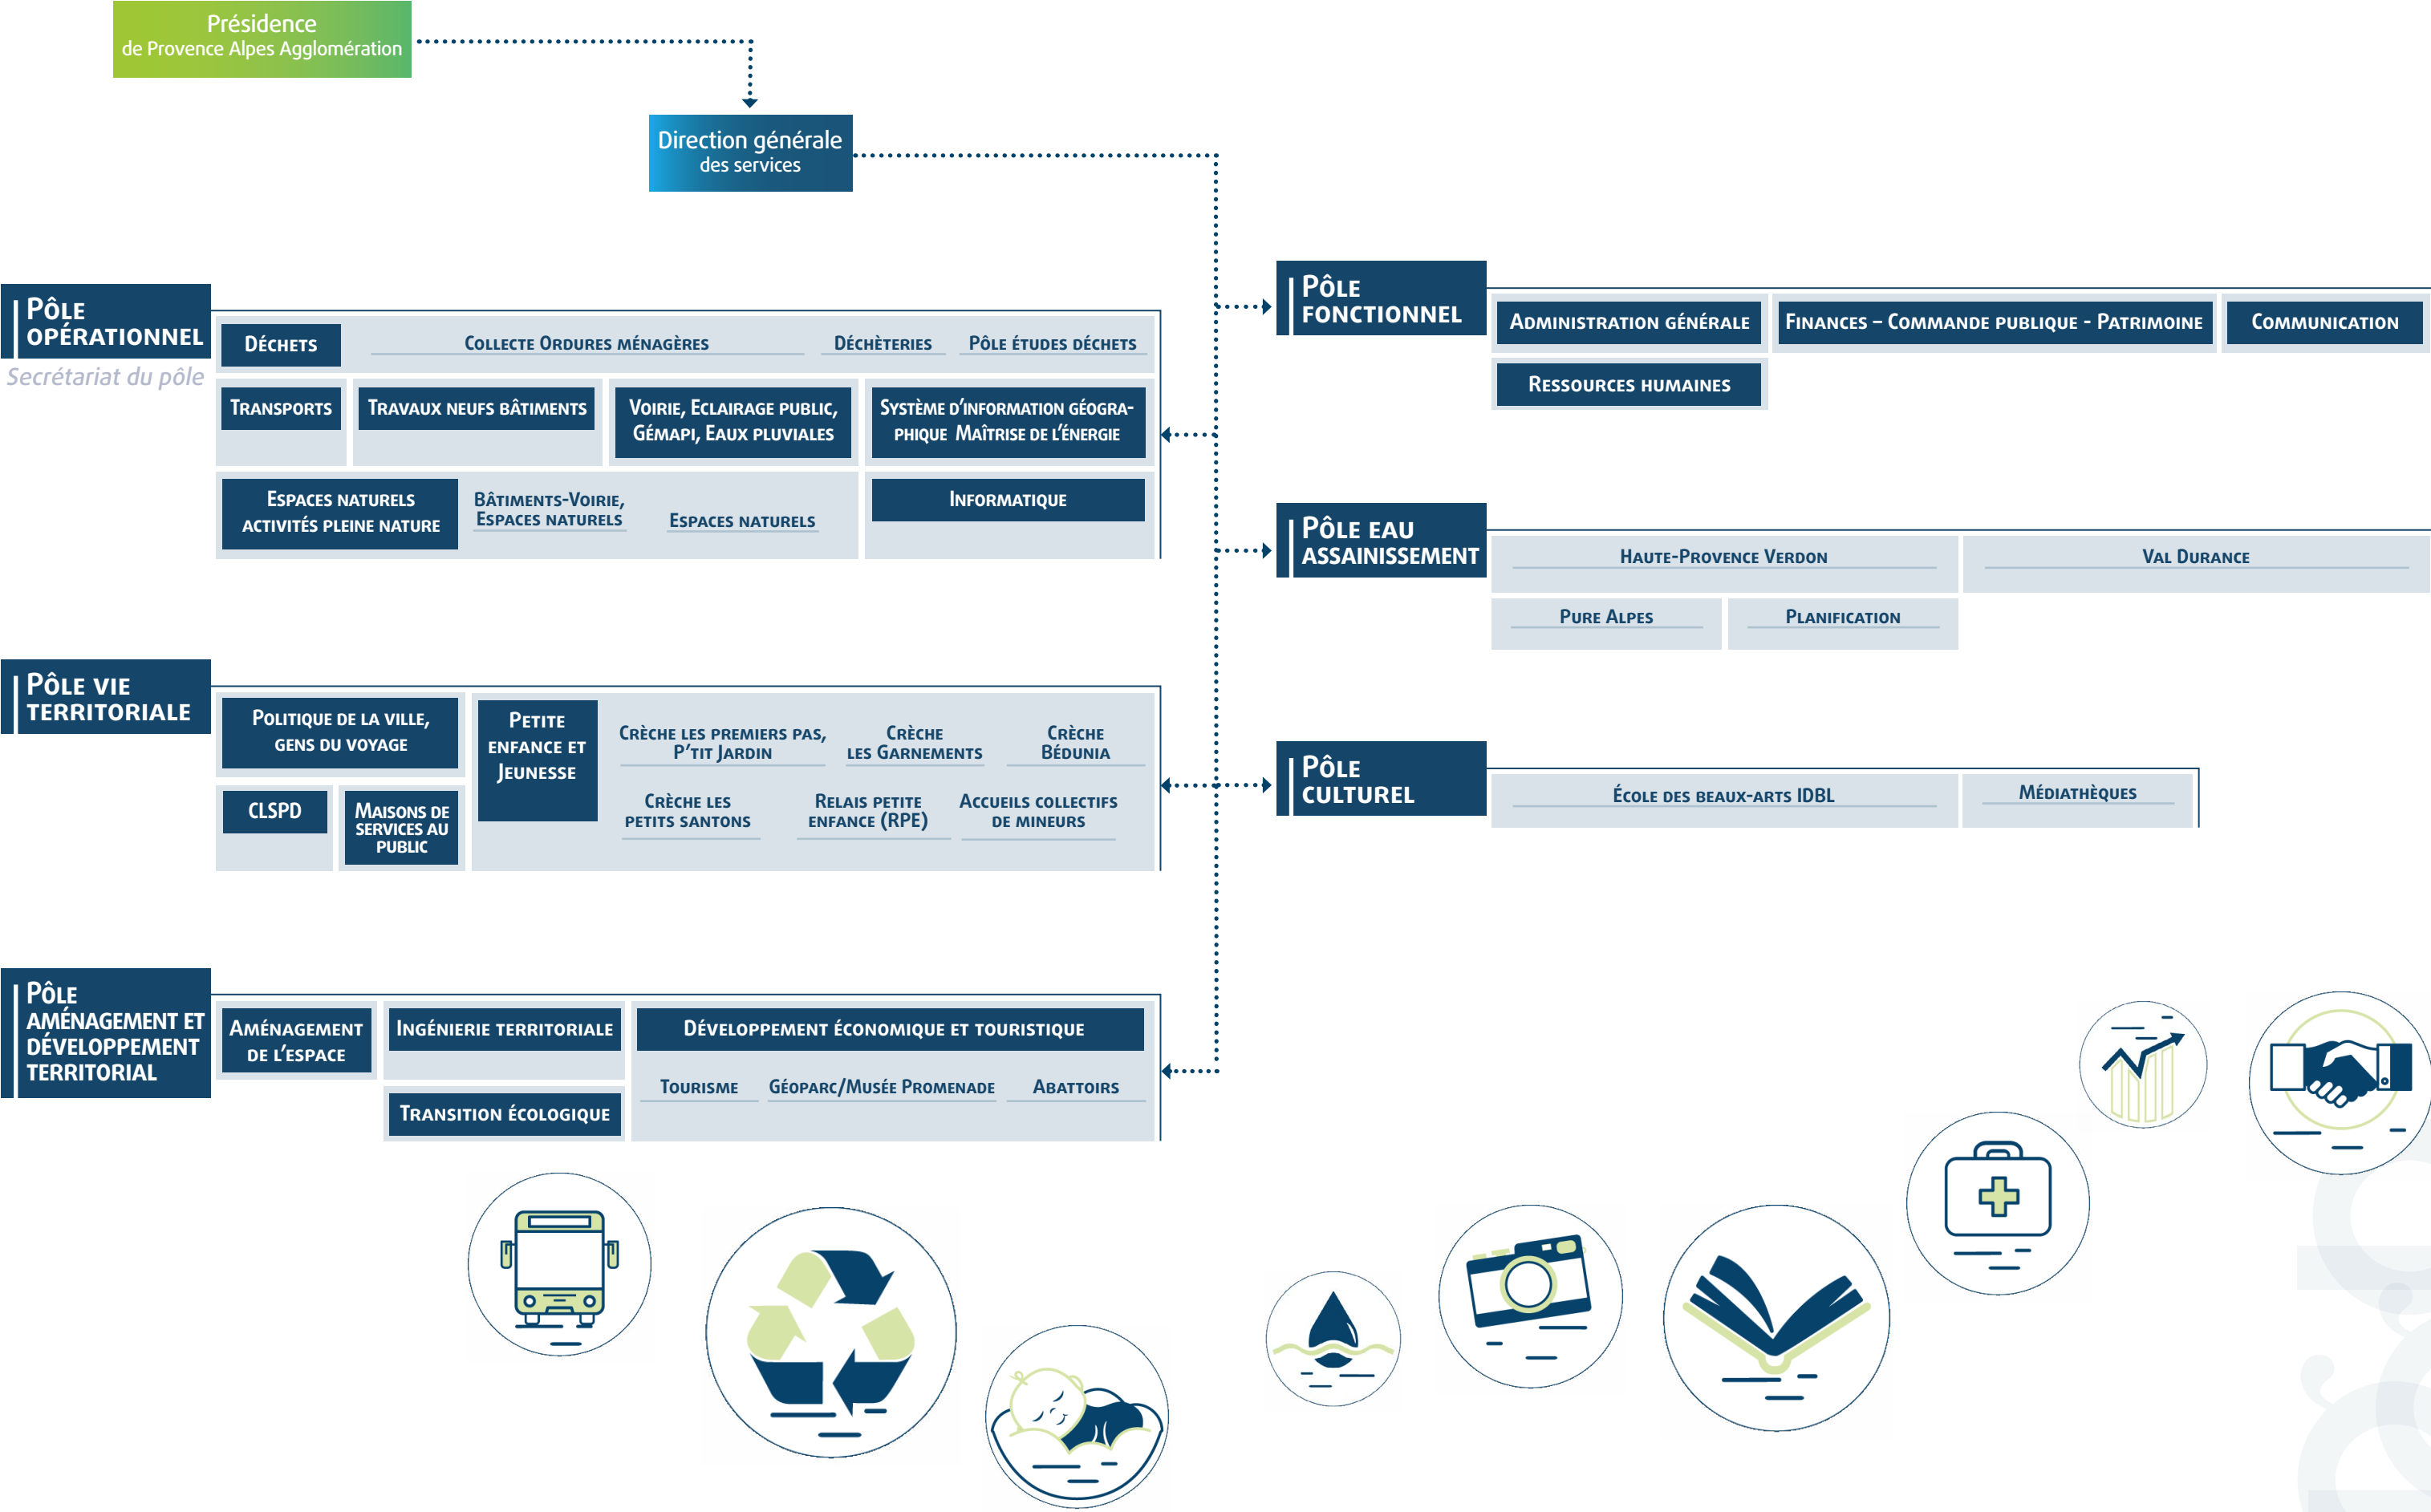 Présidence
de Provence Alpes Agglomération
Direction générale
des services
Pôle
opérationnel
Secrétariat du pôle
Déchets
Collecte Ordures ménagères
Déchèteries
Pôle études déchets
Transports
Travaux neufs bâtiments
Voirie, Eclairage public,
Gémapi, Eaux pluviales
Système d'information géogra-
phique Maîtrise de l'énergie
Espaces naturels
activités pleine nature
Bâtiments-Voirie,
Espaces naturels
Espaces naturels
Informatique
Pôle vie
territoriale
Politique de la ville,
gens du voyage
CLSPD
Maisons de
services au
public
Petite
enfance et
Jeunesse
Crèche les premiers pas,
P'tit Jardin
Crèche
les Garnements
Crèche
Bédunia
Crèche les
petits santons
Relais petite
enfance (RPE)
Accueils collectifs
de mineurs
Pôle
aménagement et
développement
territorial
Aménagement
de l'espace
Ingénierie territoriale
Transition écologique
Développement économique et touristique
Tourisme
Géoparc/Musée Promenade
Abattoirs
Pôle
fonctionnel
Administration générale
Finances – Commande publique - Patrimoine
Communication
Ressources humaines
Pôle eau
assainissement
Haute-Provence Verdon
Val Durance
Pure Alpes
Planification
Pôle
culturel
École des beaux-arts IDBL
Médiathèques